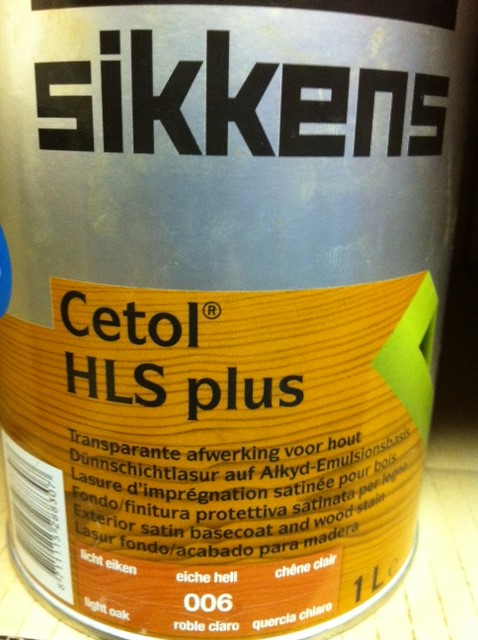 sikkens
Cetol®
HLS plus
Transparante afwerking voor hout
Dünnschichtlasur auf Alkyd-Emulsionsbasis
Lasure d'imprégnation satinée pour bois
Fondo/finitura protettiva satinata per legno
Exterior satin basecoat and wood stain
Lasur fondo/acabado para madera
licht eiken eiche hell chêne clair
006
light oak roble claro quercia chiaro
1 L e